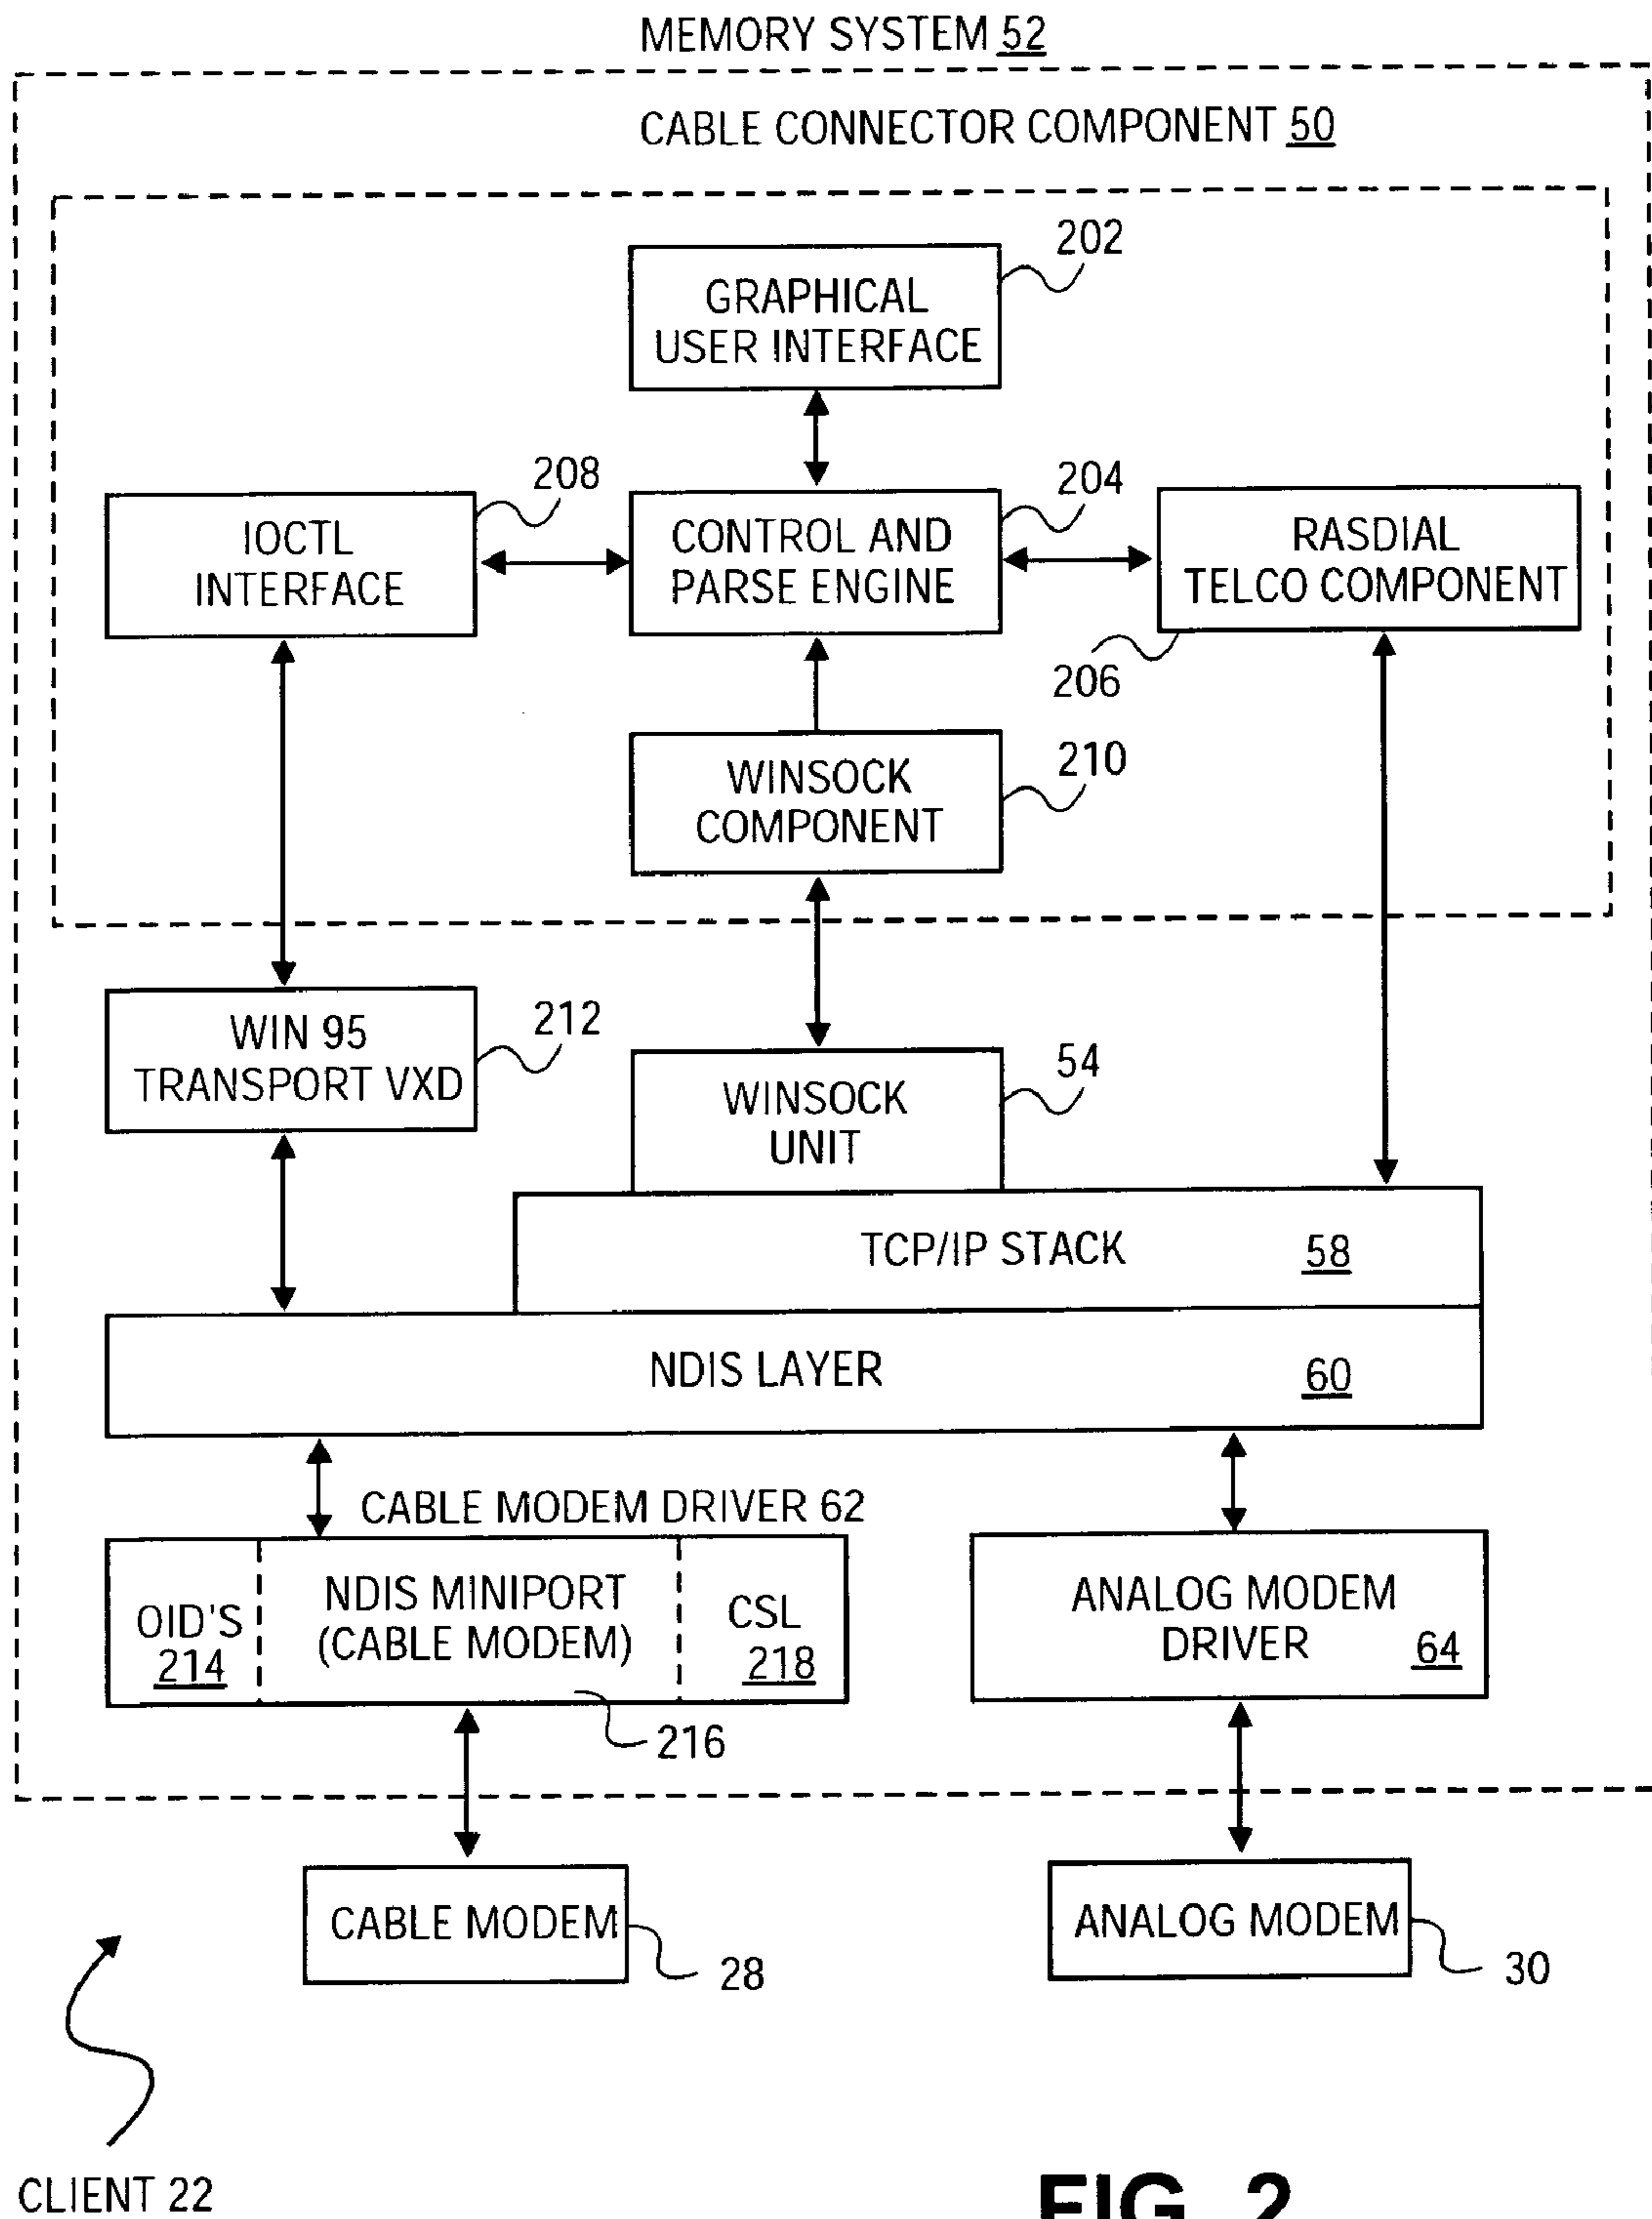 MEMORY SYSTEM 52
CABLE CONNECTOR COMPONENT 50
202
GRAPHICAL
USER INTERFACE
208
204
IOCTL
INTERFACE
CONTROL AND
PARSE ENGINE
RASDIAL
TELCO COMPONENT
206
210
WINSOCK
COMPONENT
212
WIN 95
TRANSPORT VXD
54
WINSOCK
UNIT
TCP/IP STACK 58
NDIS LAYER 60
CABLE MODEM DRIVER 62
OID'S
214
NDIS MINIPORT
(CABLE MODEM)
CSL
218
ANALOG MODEM
DRIVER 64
216
CABLE MODEM
28
ANALOG MODEM
30
CLIENT 22
FIG. 2